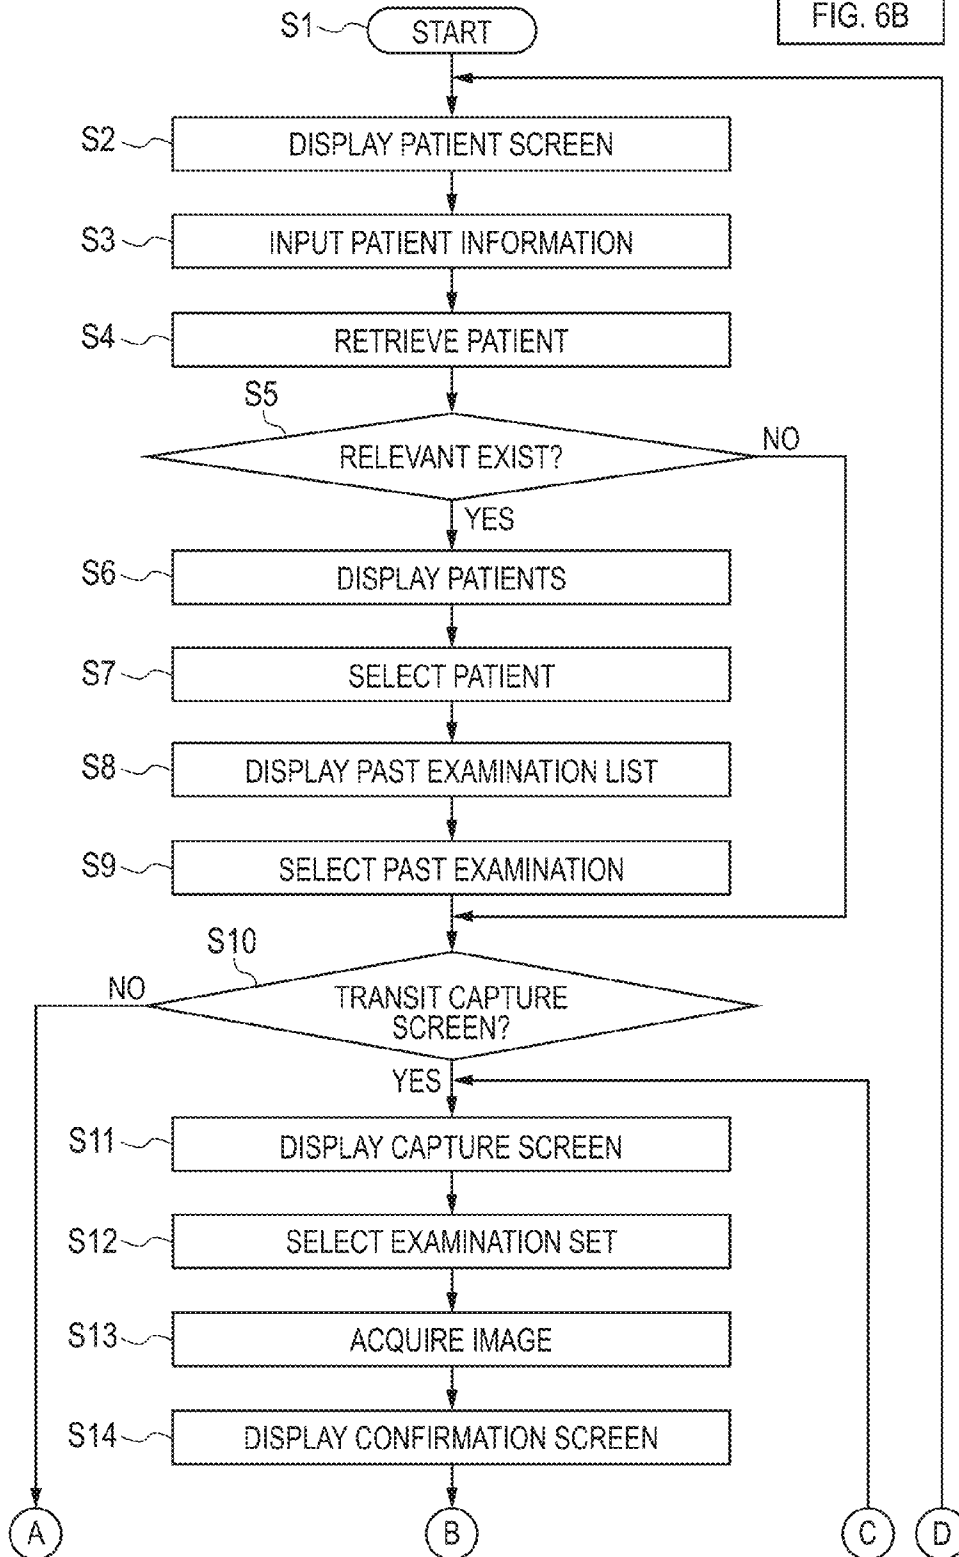 FIG. 6B
S1
START
S2
DISPLAY PATIENT SCREEN
S3
INPUT PATIENT INFORMATION
S4
RETRIEVE PATIENT
S5
RELEVANT EXIST?
NO
YES
S6
DISPLAY PATIENTS
S7
SELECT PATIENT
S8
DISPLAY PAST EXAMINATION LIST
S9
SELECT PAST EXAMINATION
S10
NO
TRANSIT CAPTURE
SCREEN?
YES
S11
DISPLAY CAPTURE SCREEN
S12
SELECT EXAMINATION SET
S13
ACQUIRE IMAGE
S14
DISPLAY CONFIRMATION SCREEN
A
B
C
D